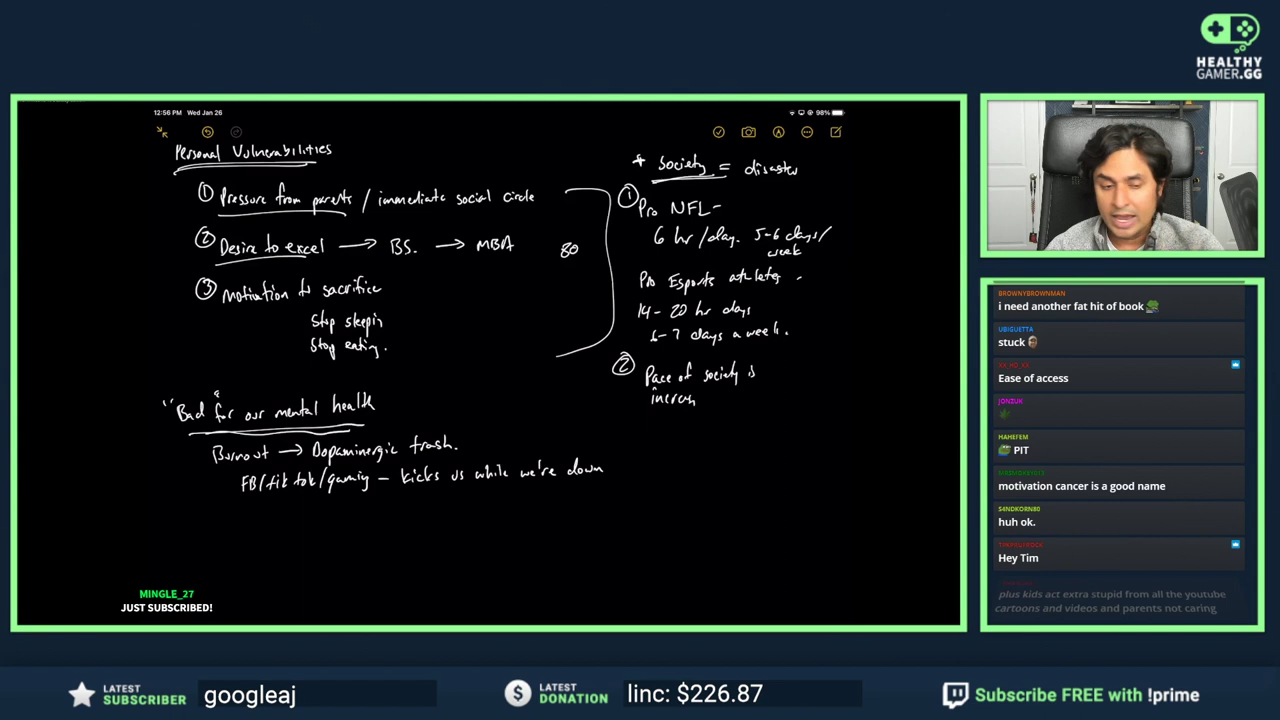 HEALTHY
GAMER.GG
12:56 PM Wed Jan 26
98%
Personal Vulnerabilities
① Pressure from parents / immediate social circle
② Desire to excel → BS. → MBA 80
③ Motivation to sacrifice
Stop sleepin
Stop eating.
"Bad" for our mental health
Burnout → Dopaminergic trash.
FB/tik tok/gaming - kicks us while we're down
* Society = disaster
① Pro NFL -
6 hr/day. 5-6 days/
week
Pro Esports athletes -
14-20 hr days
6-7 days a week.
② Pace of society is
increas
BROWNYBROWNMAN
i need another fat hit of book
UBIGUETTA
stuck
XX_HD_XX
Ease of access
JONZUK
HAHEFEM
PIT
motivation cancer is a good name
S4NDKORN80
huh ok.
Hey Tim
plus kids act extra stupid from all the youtube
cartoons and videos and parents not caring
MINGLE_27
JUST SUBSCRIBED!
LATEST
SUBSCRIBER
googleaj
$
LATEST
DONATION
linc: $226.87
Subscribe FREE with !prime